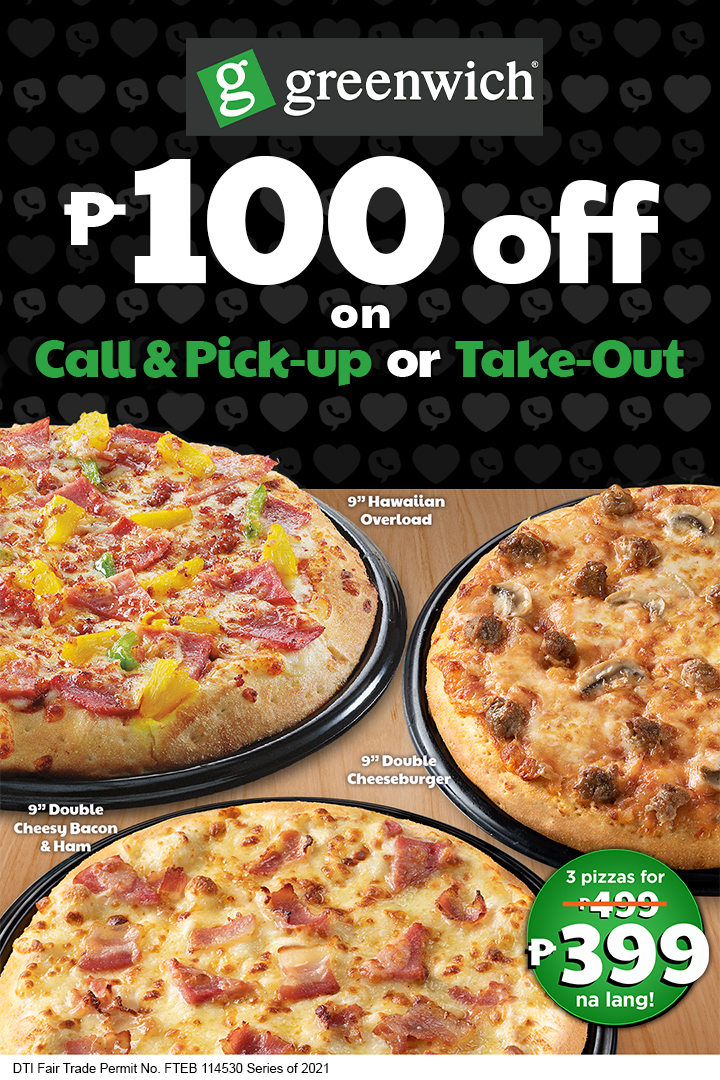 g greenwich®
₱100 off
on
Call & Pick-up or Take-Out
9” Hawaiian
Overload
9” Double
Cheeseburger
9” Double
Cheesy Bacon
& Ham
3 pizzas for
₱499
₱399
na lang!
DTI Fair Trade Permit No. FTEB 114530 Series of 2021